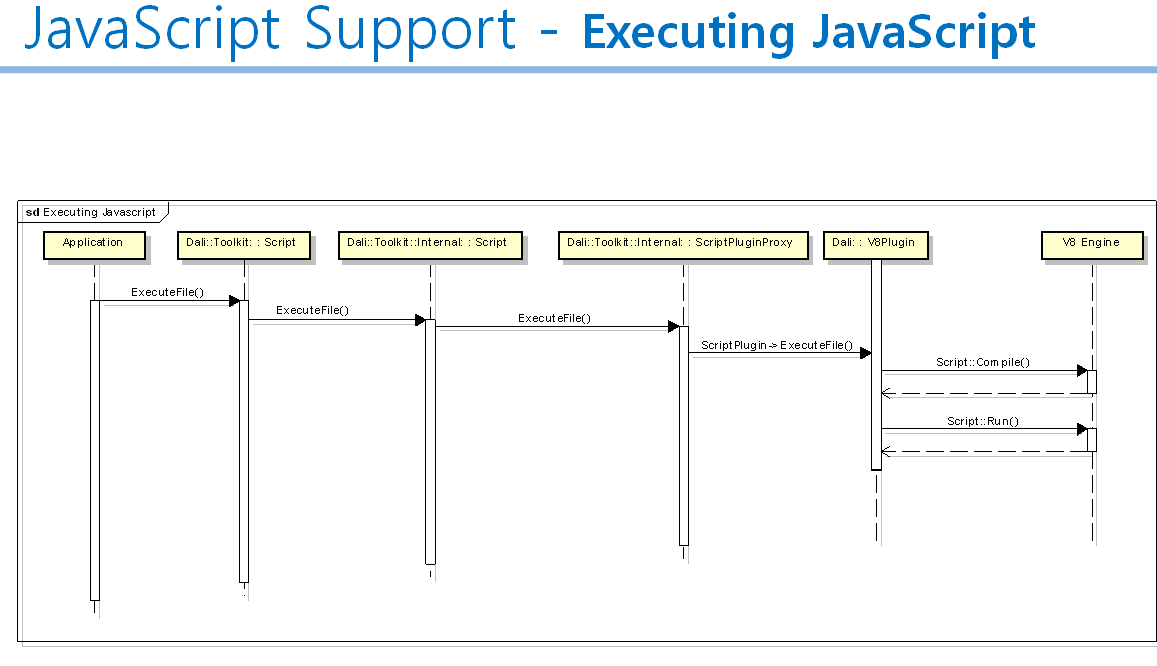 JavaScript Support - Executing JavaScript
sd Executing Javascript
Application
Dali::Toolkit: : Script
Dali::Toolkit::Internal: : Script
Dali::Toolkit::Internal: : ScriptPluginProxy
Dali: : V8Plugin
V8 Engine
ExecuteFile()
ExecuteFile()
ExecuteFile()
ScriptPlugin->ExecuteFile()
Script::Compile()
Script::Run()